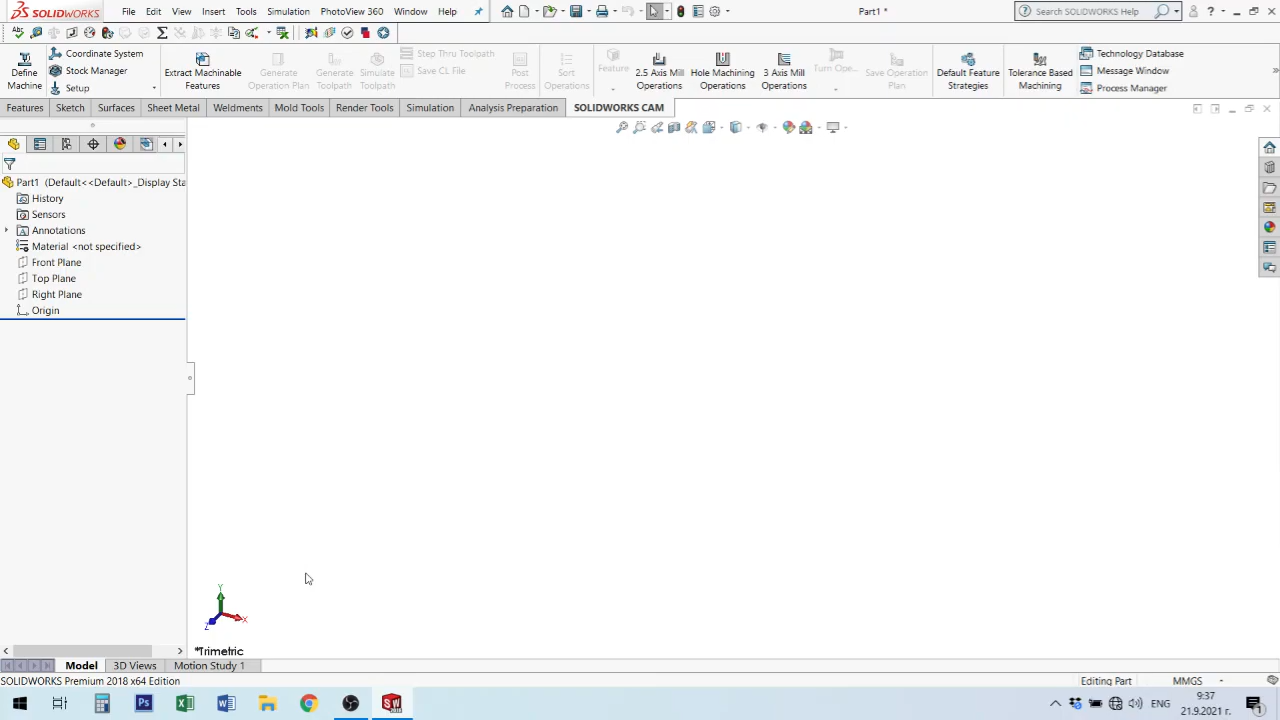 SOLIDWORKS File Edit View Insert Tools Simulation PhotoView 360 Window Help Part1 * Search SOLIDWORKS Help
Define Machine
Coordinate System
Stock Manager
Setup
Extract Machinable Features
Generate Operation Plan
Generate Toolpath
Simulate Toolpath
Step Thru Toolpath
Save CL File
Post Process
Sort Operations
Feature
2.5 Axis Mill Operations
Hole Machining Operations
3 Axis Mill Operations
Turn Ope...
Save Operation Plan
Default Feature Strategies
Tolerance Based Machining
Technology Database
Message Window
Process Manager
Features Sketch Surfaces Sheet Metal Weldments Mold Tools Render Tools Simulation Analysis Preparation SOLIDWORKS CAM
Part1 (Default<<Default>_Display Sta
History
Sensors
Annotations
Material <not specified>
Front Plane
Top Plane
Right Plane
Origin
Y
X
Z
*Trimetric
Model 3D Views Motion Study 1
SOLIDWORKS Premium 2018 x64 Edition Editing Part MMGS
ЕНГ
9:37
21.9.2021 г.
1